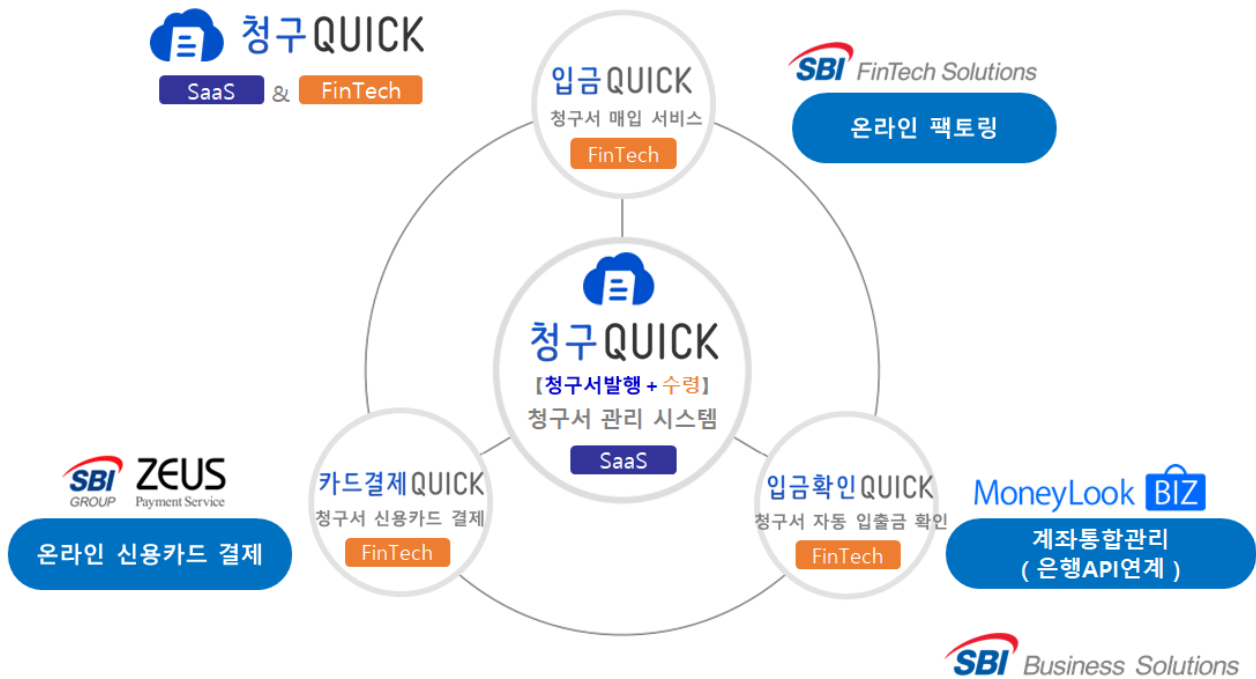 청구QUICK
SaaS & FinTech
입금QUICK
청구서 매입 서비스
FinTech
SBI FinTech Solutions
온라인 팩토링
청구QUICK
【청구서발행 + 수령】
청구서 관리 시스템
SaaS
SBI GROUP
ZEUS
Payment Service
온라인 신용카드 결제
카드결제QUICK
청구서 신용카드 결제
FinTech
입금확인QUICK
청구서 자동 입출금 확인
FinTech
MoneyLook BIZ
계좌통합관리
( 은행API연계 )
SBI Business Solutions